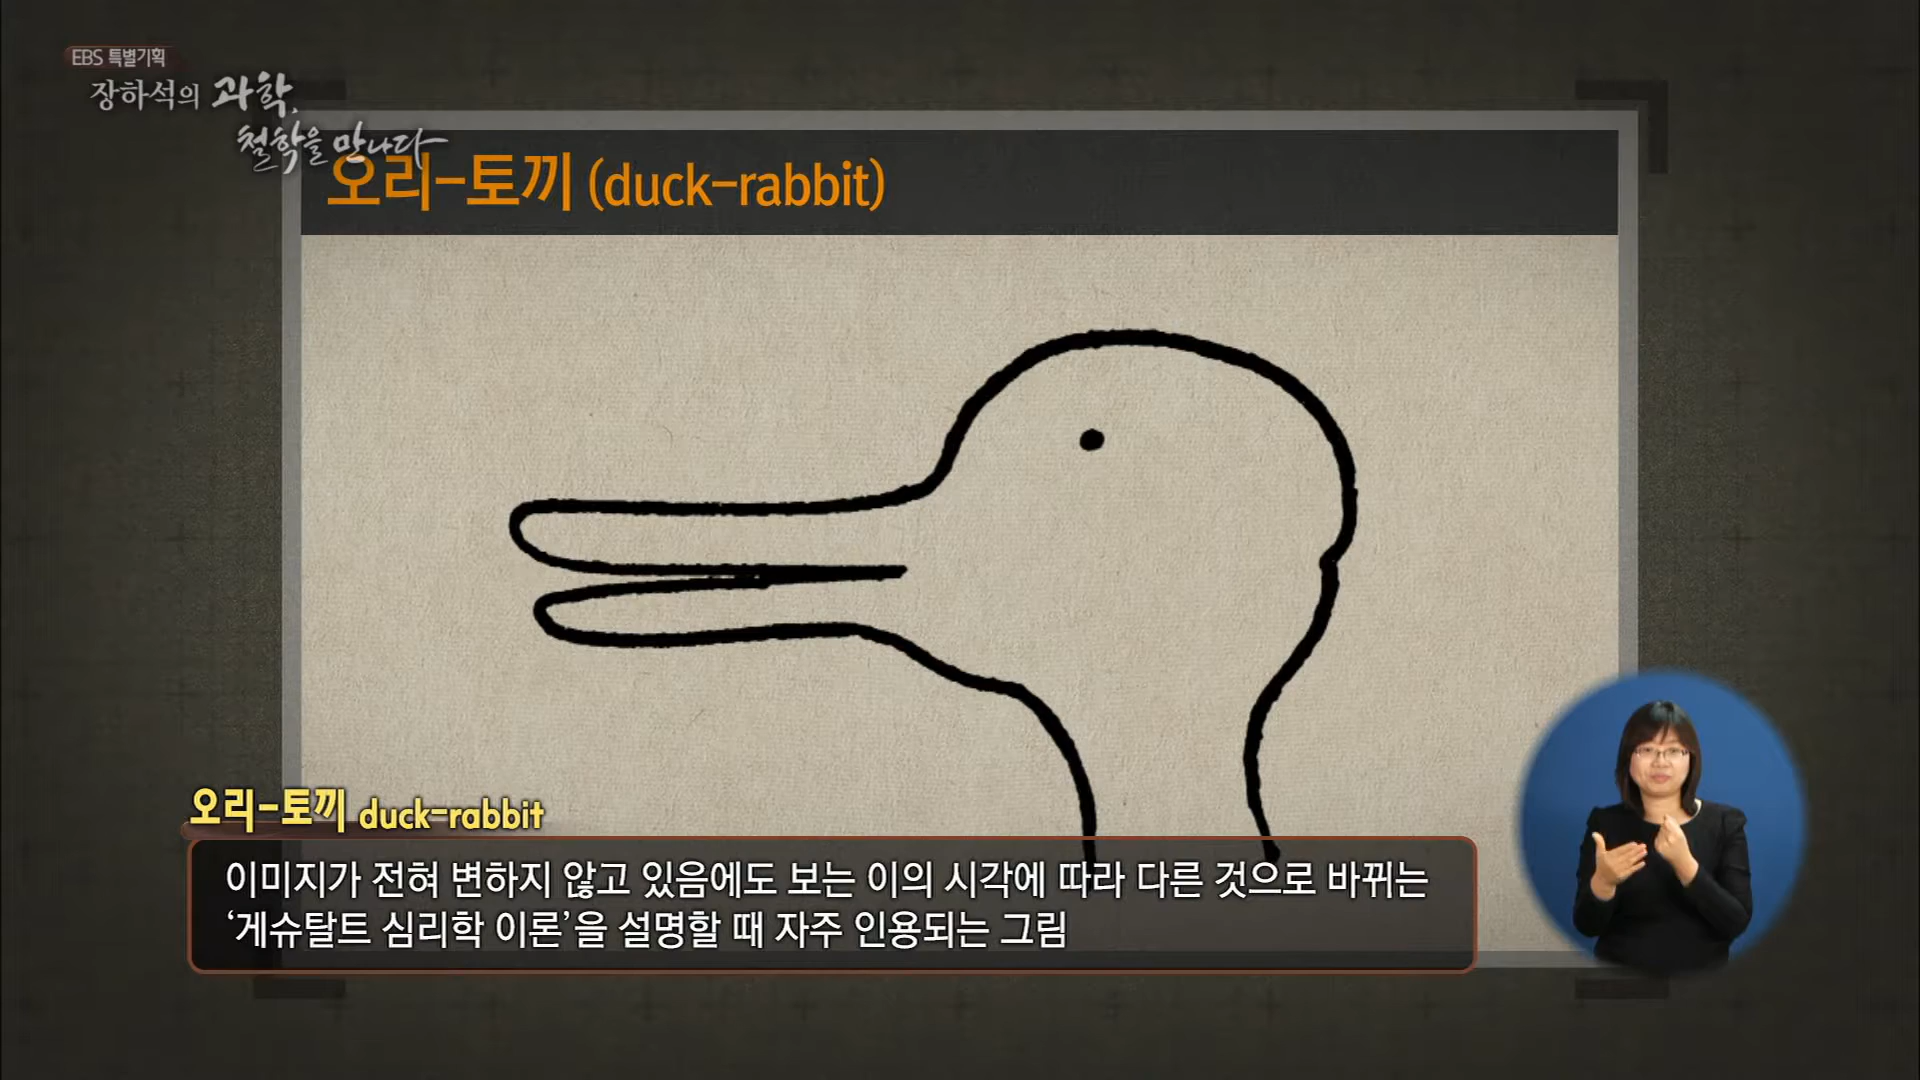 EBS 특별기획
장하석의 과학,
철학을 만나다
오리-토끼 (duck-rabbit)
오리-토끼 duck-rabbit
이미지가 전혀 변하지 않고 있음에도 보는 이의 시각에 따라 다른 것으로 바뀌는
‘게슈탈트 심리학 이론’을 설명할 때 자주 인용되는 그림